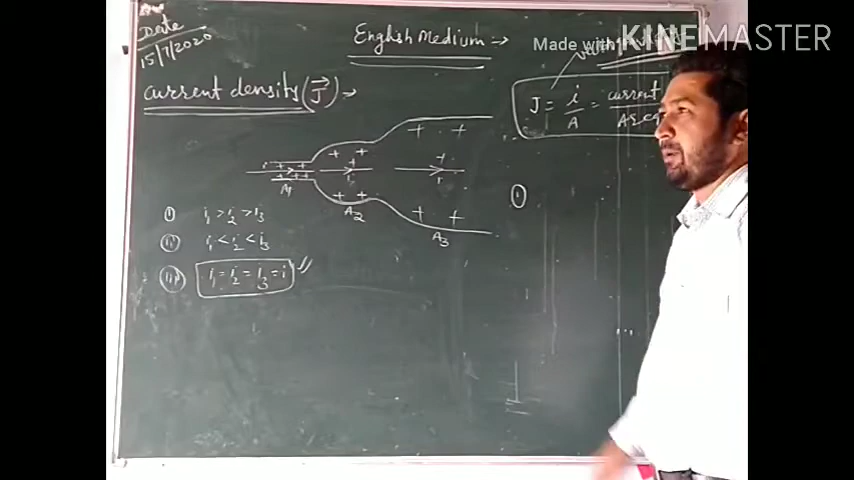 Date
15/7/2020
English Medium →
Made with KINEMASTER
current density (J) →
J = i/A = current/Area
i
A1
i
A2
i
A3
(i) i1 > i2 > i3
(ii) i1 < i2 < i3
(iii) i1 = i2 = i3 = i
(i)